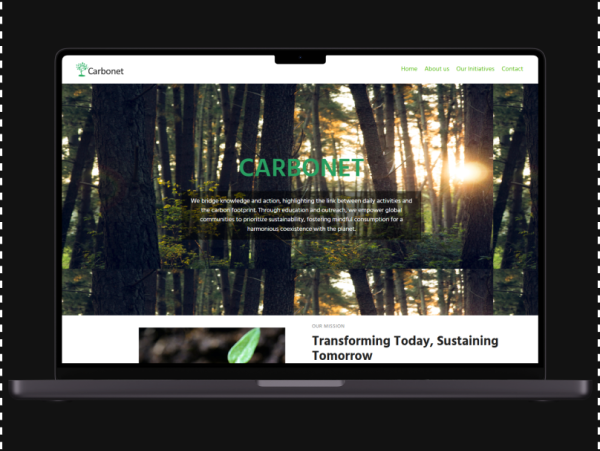 Carbonet
Home About us Our Initiatives Contact
CARBONET
We bridge knowledge and action, highlighting the link between daily activities and
the carbon footprint. Through education and outreach, we empower global
communities to prioritize sustainability, fostering mindful consumption for a
harmonious coexistence with the planet.
OUR MISSION
Transforming Today, Sustaining
Tomorrow